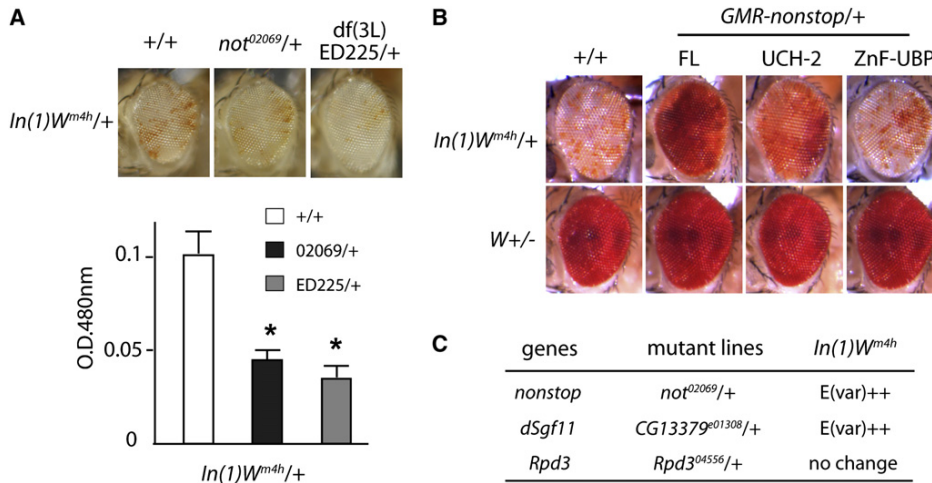 A
+/+
not02069/+
df(3L)
ED225/+
In(1)Wm4h/+
+/+
02069/+
ED225/+
O.D.480nm
0.1
0.05
0
*
*
In(1)Wm4h/+
B
GMR-nonstop/+
+/+ FL UCH-2 ZnF-UBP
In(1)Wm4h/+
W+/-
C
genes mutant lines In(1)Wm4h
nonstop not02069/+ E(var)++
dSgf11 CG13379e01308/+ E(var)++
Rpd3 Rpd304556/+ no change